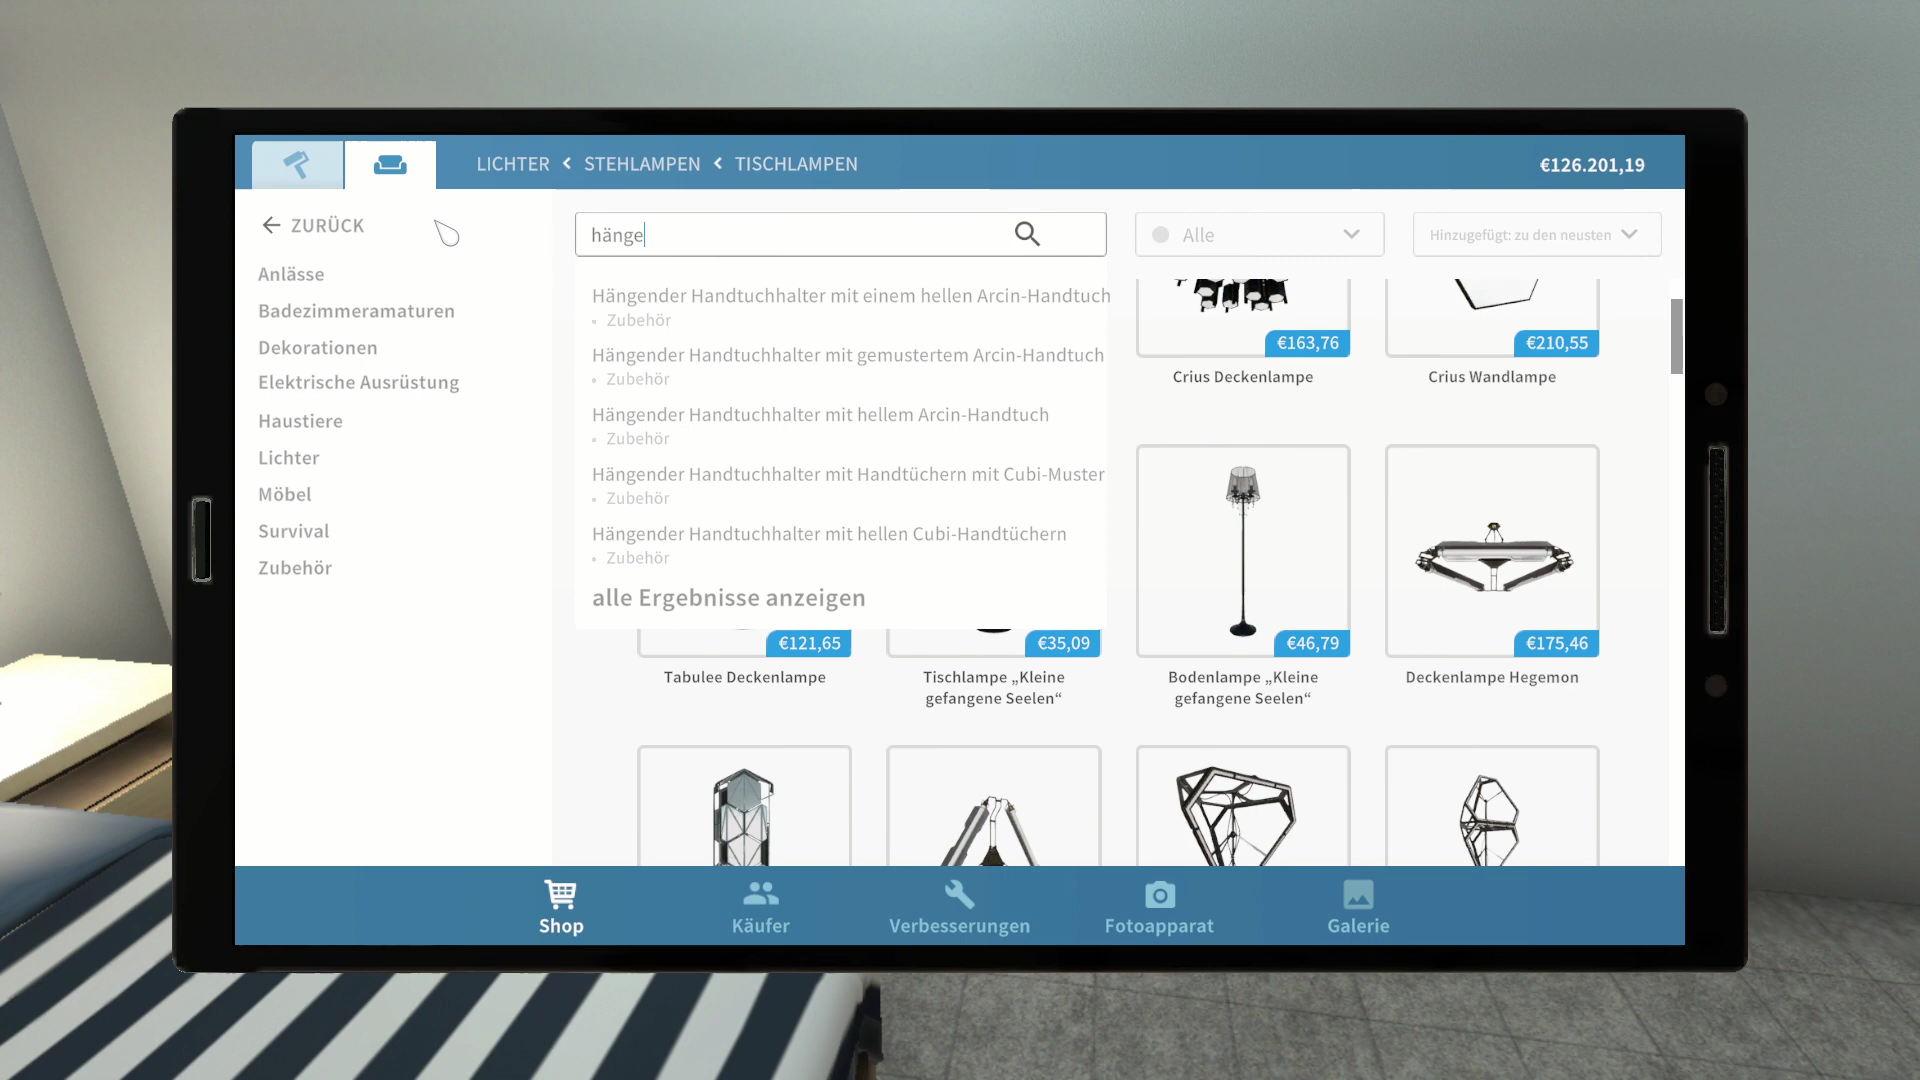 LICHTER < STEHLAMPEN < TISCHLAMPEN
€126.201,19
ZURÜCK
Anlässe
Badezimmeramaturen
Dekorationen
Elektrische Ausrüstung
Haustiere
Lichter
Möbel
Survival
Zubehör
hänge
Alle
Hinzugefügt: zu den neusten
Hängender Handtuchhalter mit einem hellen Arcin-Handtuch
• Zubehör
Hängender Handtuchhalter mit gemustertem Arcin-Handtuch
• Zubehör
Hängender Handtuchhalter mit hellem Arcin-Handtuch
• Zubehör
Hängender Handtuchhalter mit Handtüchern mit Cubi-Muster
• Zubehör
Hängender Handtuchhalter mit hellen Cubi-Handtüchern
• Zubehör
alle Ergebnisse anzeigen
€163,76
Crius Deckenlampe
€210,55
Crius Wandlampe
€121,65
Tabulee Deckenlampe
€35,09
Tischlampe „Kleine
gefangene Seelen“
€46,79
Bodenlampe „Kleine
gefangene Seelen“
€175,46
Deckenlampe Hegemon
Shop
Käufer
Verbesserungen
Fotoapparat
Galerie